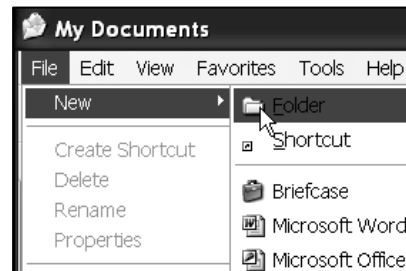 My Documents
File Edit View Favorites Tools Help
New
Folder
Create Shortcut
Shortcut
Delete
Briefcase
Rename
Microsoft Word
Properties
Microsoft Office